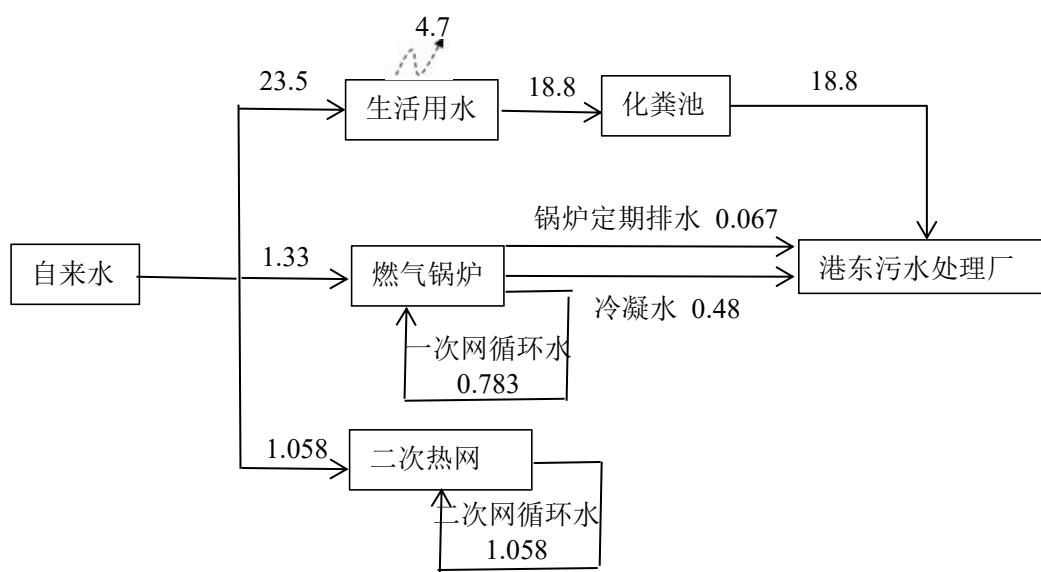 4.7
23.5
生活用水
18.8
化粪池
18.8
锅炉定期排水 0.067
自来水
1.33
燃气锅炉
港东污水处理厂
冷凝水 0.48
一次网循环水
0.783
1.058
二次热网
二次网循环水
1.058